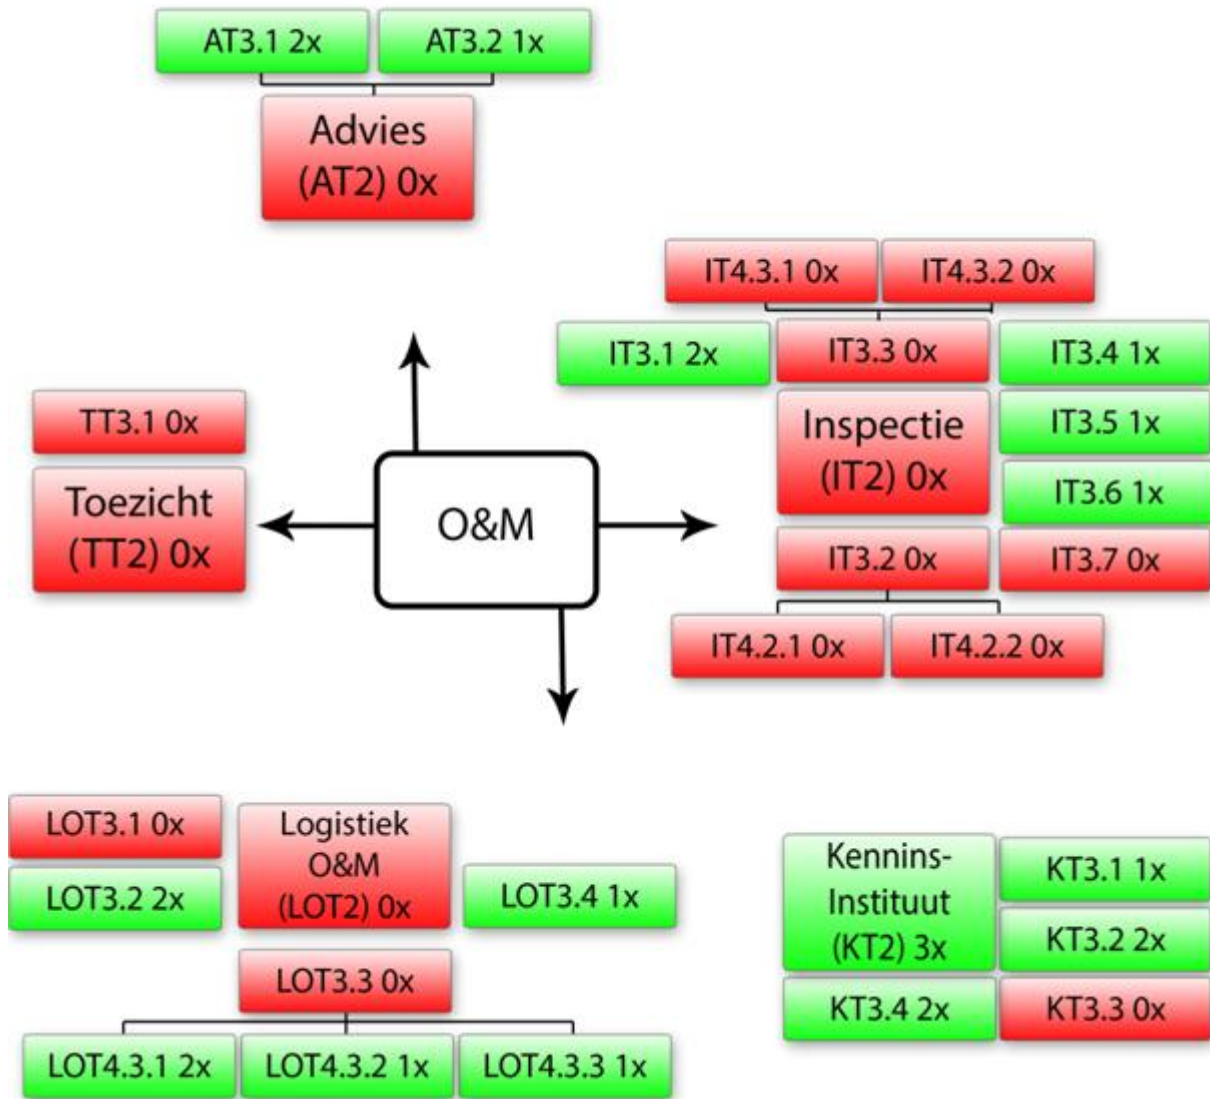 AT3.1 2x
AT3.2 1x
Advies
(AT2) 0x
IT4.3.1 0x
IT4.3.2 0x
IT3.1 2x
IT3.3 0x
IT3.4 1x
TT3.1 0x
Inspectie
(IT2) 0x
IT3.5 1x
IT3.6 1x
Toezicht
(TT2) 0x
O&M
IT3.2 0x
IT3.7 0x
IT4.2.1 0x
IT4.2.2 0x
LOT3.1 0x
LOT3.2 2x
Logistiek
O&M
(LOT2) 0x
LOT3.4 1x
LOT3.3 0x
LOT4.3.1 2x
LOT4.3.2 1x
LOT4.3.3 1x
Kennins-
Instituut
(KT2) 3x
KT3.1 1x
KT3.2 2x
KT3.4 2x
KT3.3 0x